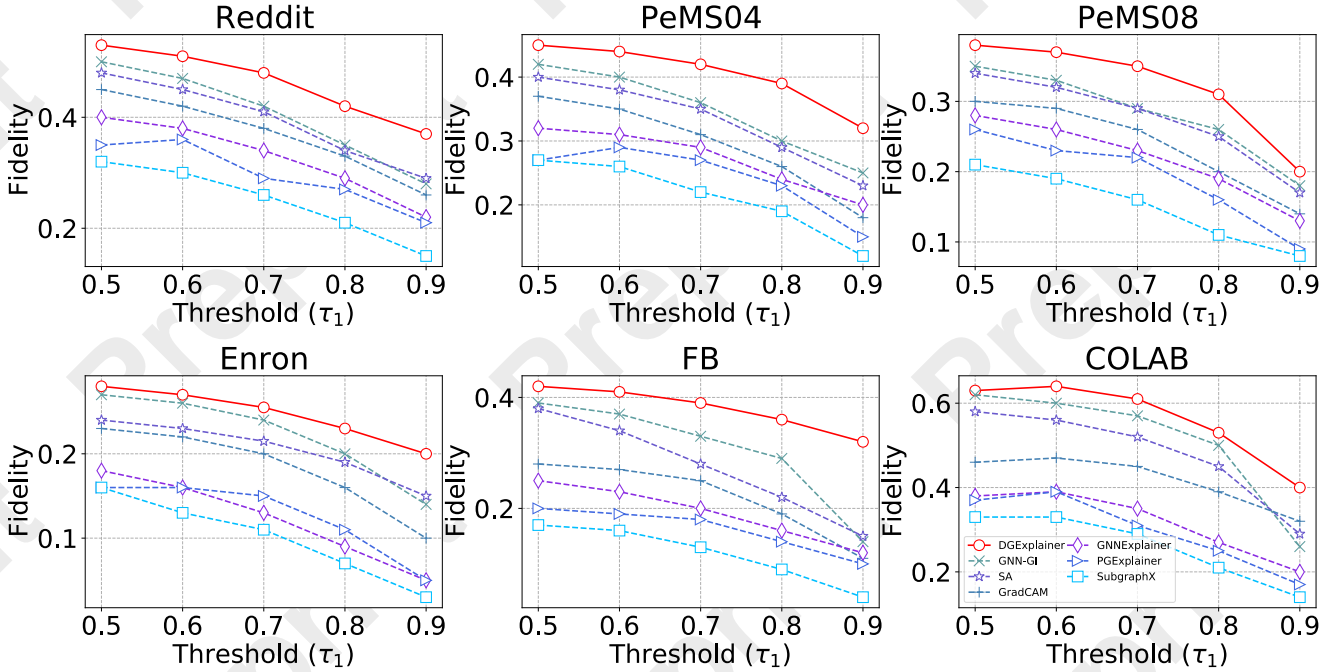 Reddit
PeMS04
PeMS08
Fidelity
0.4
0.2
0.5 0.6 0.7 0.8 0.9
Threshold (τ₁)
Fidelity
0.4
0.3
0.2
0.5 0.6 0.7 0.8 0.9
Threshold (τ₁)
Fidelity
0.3
0.2
0.1
0.5 0.6 0.7 0.8 0.9
Threshold (τ₁)
Enron
FB
COLAB
Fidelity
0.2
0.1
0.5 0.6 0.7 0.8 0.9
Threshold (τ₁)
Fidelity
0.4
0.2
0.5 0.6 0.7 0.8 0.9
Threshold (τ₁)
Fidelity
0.6
0.4
0.2
DGExplainer
GNN-GI
SA
GradCAM
GNNExplainer
PGExplainer
SubgraphX
0.5 0.6 0.7 0.8 0.9
Threshold (τ₁)